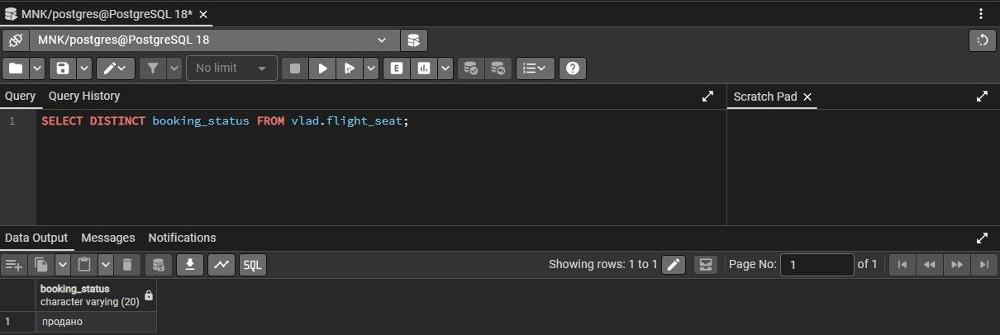 MNK/postgres@PostgreSQL 18*
MNK/postgres@PostgreSQL 18
No limit
E
Query
Query History
Scratch Pad
1
SELECT DISTINCT booking_status FROM vlad.flight_seat;
Data Output
Messages
Notifications
SQL
Showing rows: 1 to 1
Page No:
1
of 1
booking_status
character varying (20)
1
продано